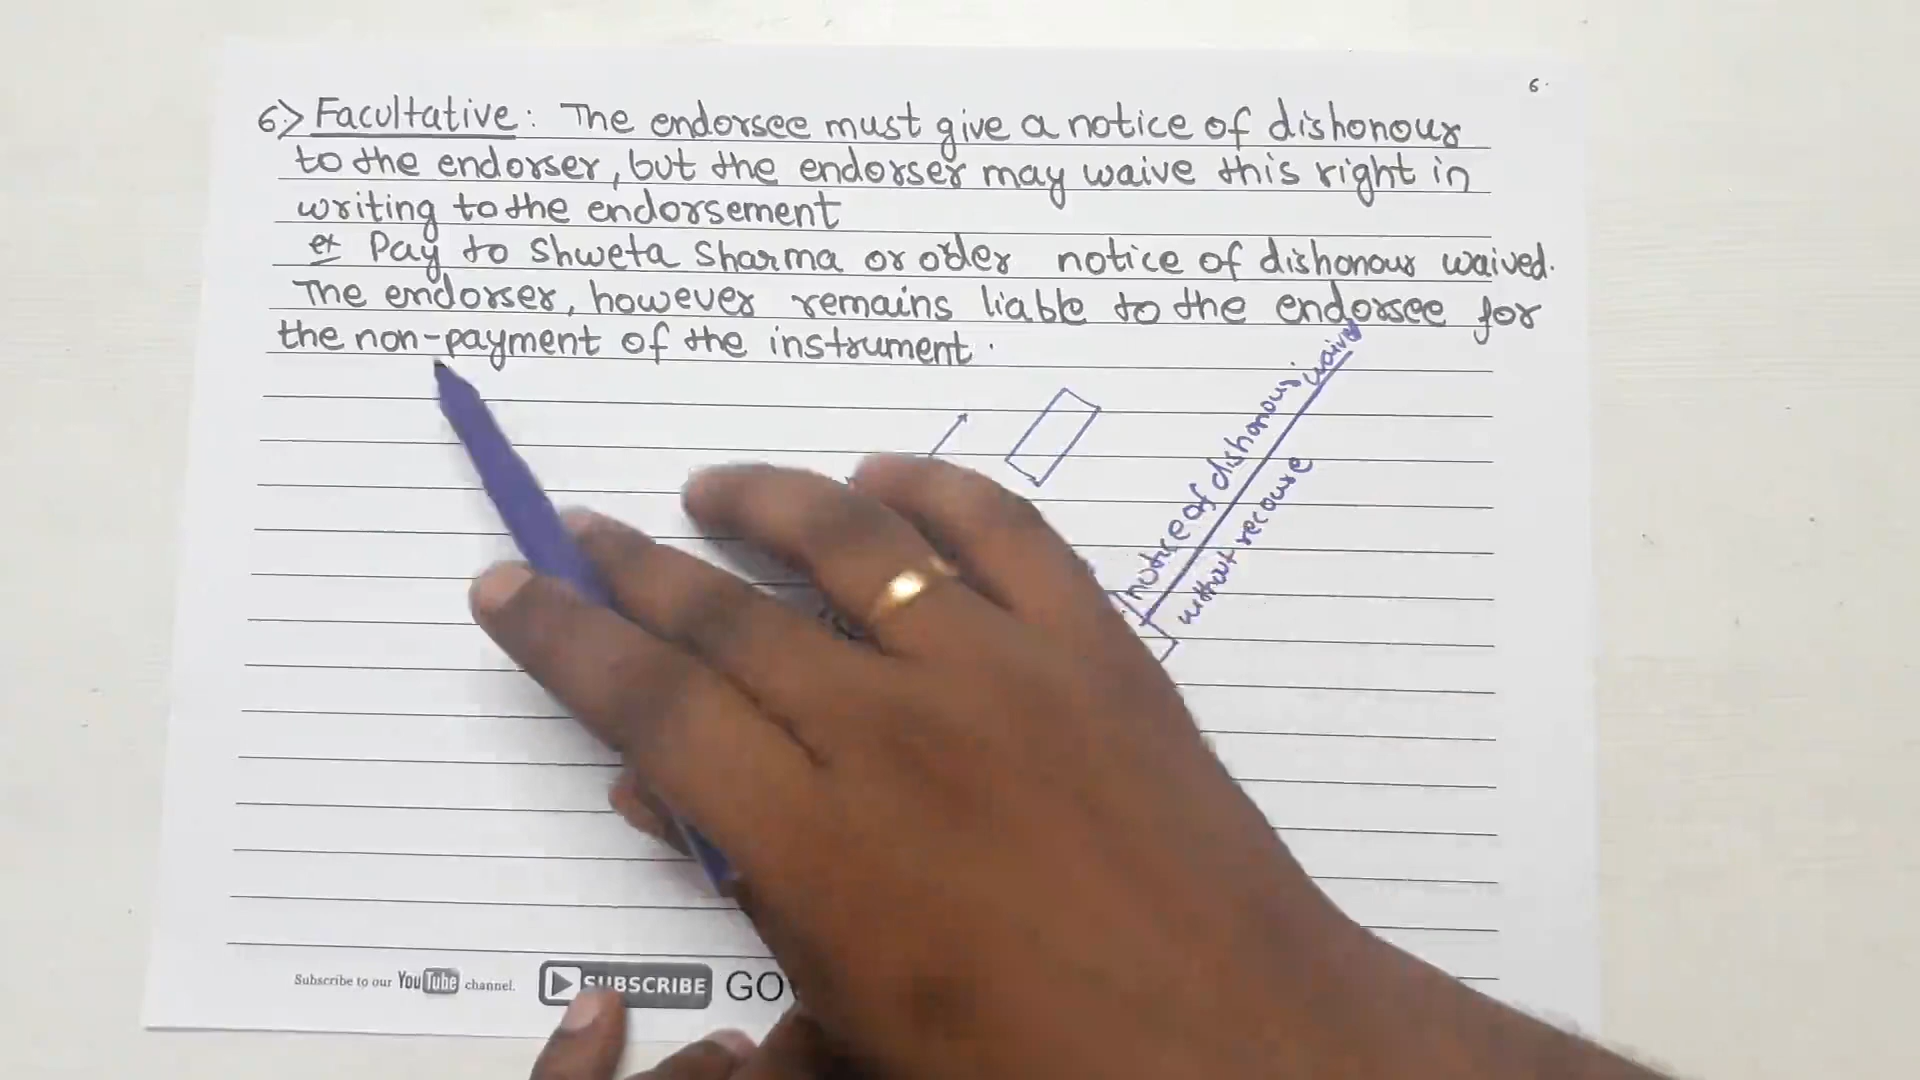 6.
6.> Facultative: The endorsee must give a notice of dishonour
to the endorser, but the endorser may waive this right in
writing to the endorsement
ex Pay to Shweta Sharma or order notice of dishonour waived.
The endorser, however remains liable to the endorsee for
the non-payment of the instrument.
notice of dishonour waived
without recourse
Subscribe to our YouTube channel. SUBSCRIBE GO